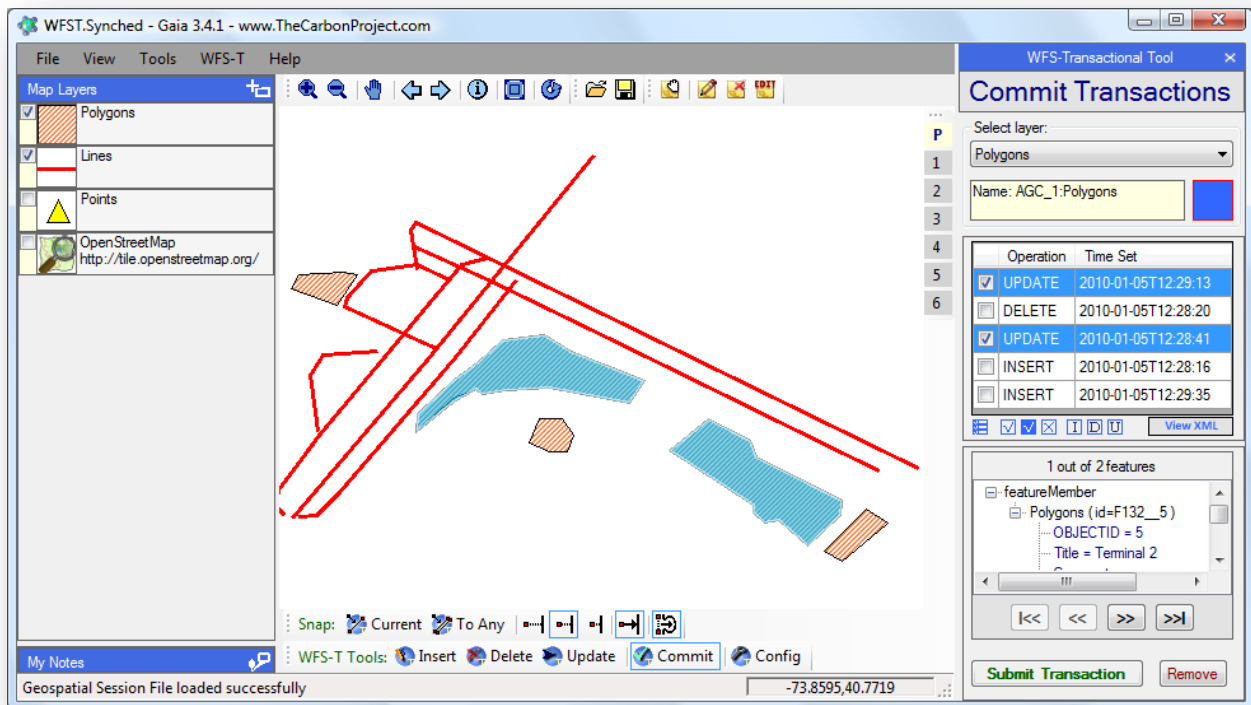 WFST.Synched - Gaia 3.4.1 - www.TheCarbonProject.com
File View Tools WFS-T Help
Map Layers
Polygons
Lines
Points
OpenStreetMap
http://tile.openstreetmap.org/
My Notes
Geospatial Session File loaded successfully
EDIT
P
1
2
3
4
5
6
Snap: Current To Any
WFS-T Tools: Insert Delete Update Commit Config
-73.8595,40.7719
WFS-Transactional Tool
Commit Transactions
Select layer:
Polygons
Name: AGC_1:Polygons
Operation Time Set
UPDATE 2010-01-05T12:29:13
DELETE 2010-01-05T12:28:20
UPDATE 2010-01-05T12:28:41
INSERT 2010-01-05T12:28:16
INSERT 2010-01-05T12:29:35
I D U View XML
1 out of 2 features
featureMember
Polygons ( id=F132__5 )
OBJECTID = 5
Title = Terminal 2
|<< << >> >>|
Submit Transaction Remove